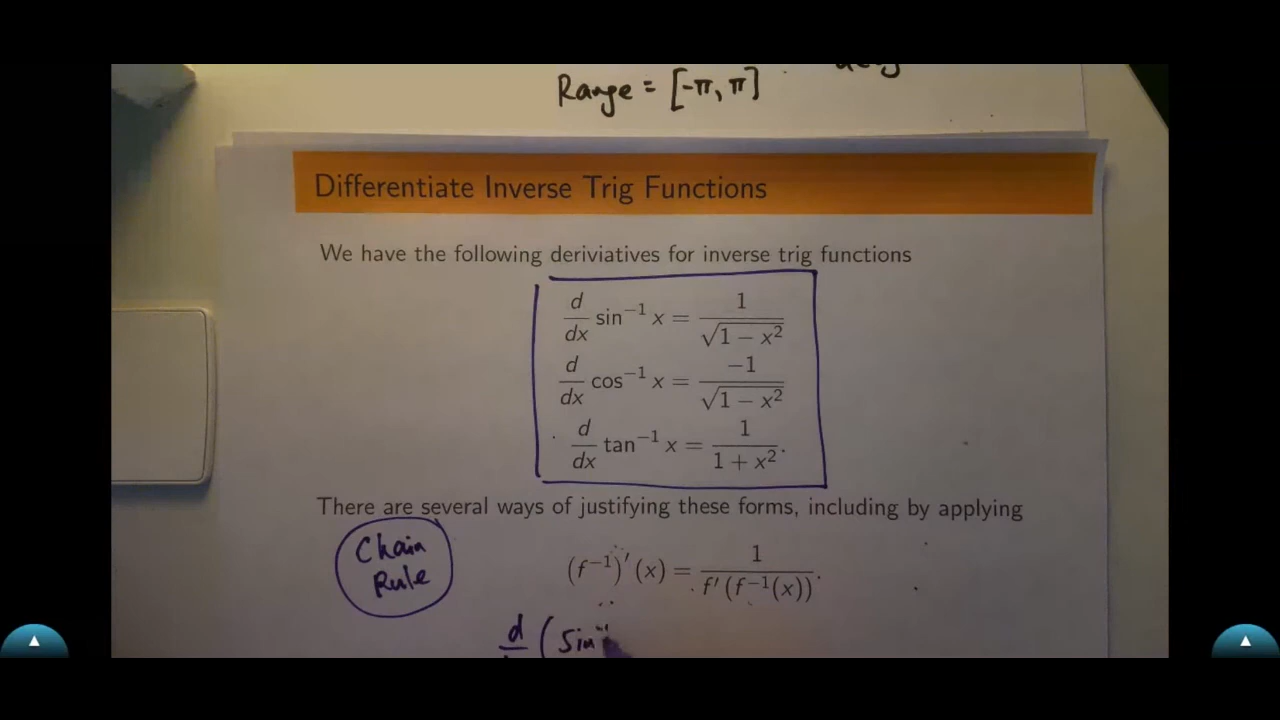 Range = [-π, π]
Differentiate Inverse Trig Functions
We have the following deriviatives for inverse trig functions
d/dx sin⁻¹ x = 1/√(1 − x²)
d/dx cos⁻¹ x = −1/√(1 − x²)
d/dx tan⁻¹ x = 1/(1 + x²).
There are several ways of justifying these forms, including by applying
Chain
Rule
(f⁻¹)′(x) = 1/(f′(f⁻¹(x))).
d (Sin⁻¹